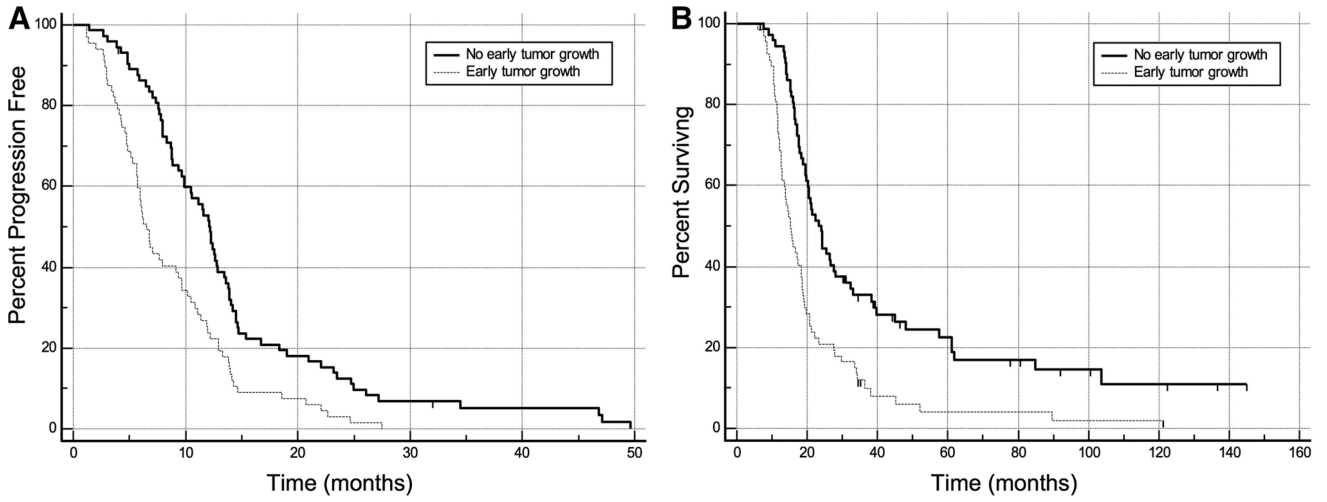 A
No early tumor growth
Early tumor growth
Percent Progression Free
100
80
60
40
20
0
0 10 20 30 40 50
Time (months)
B
No early tumor growth
Early tumor growth
Percent Survivng
100
80
60
40
20
0
0 20 40 60 80 100 120 140 160
Time (months)